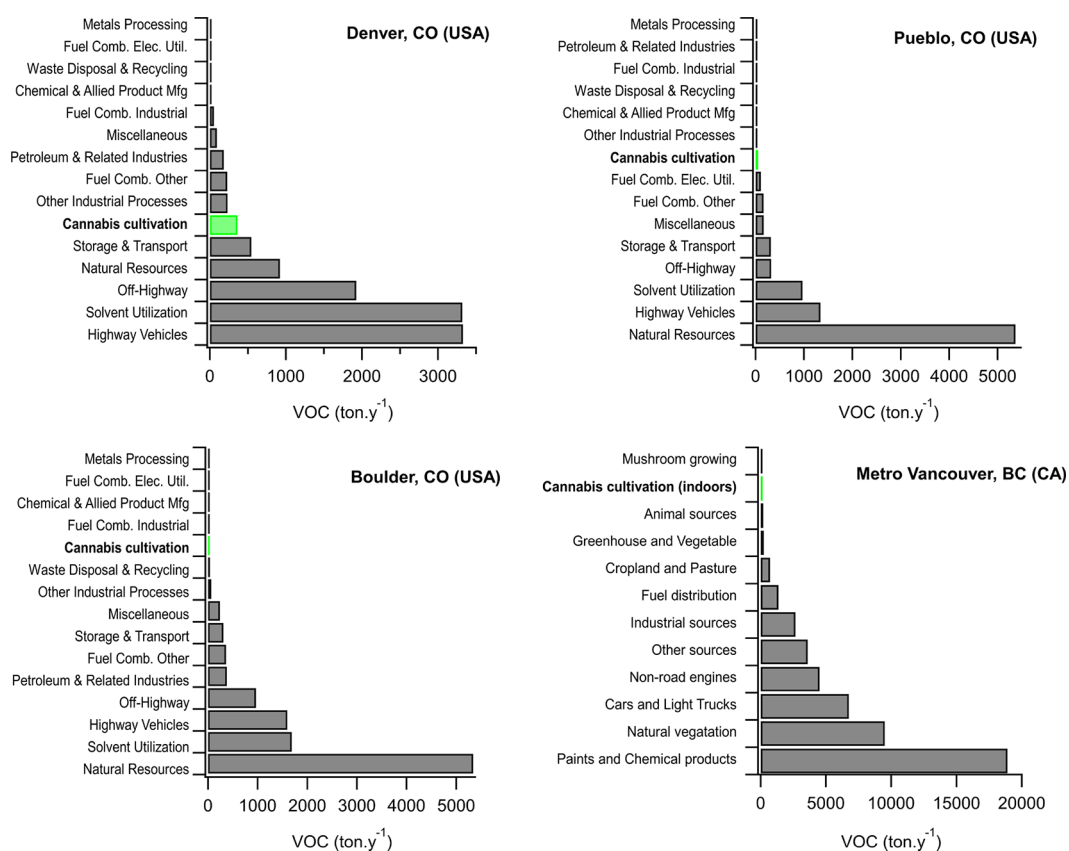 Denver, CO (USA)
Metals Processing
Fuel Comb. Elec. Util.
Waste Disposal & Recycling
Chemical & Allied Product Mfg
Fuel Comb. Industrial
Miscellaneous
Petroleum & Related Industries
Fuel Comb. Other
Other Industrial Processes
Cannabis cultivation
Storage & Transport
Natural Resources
Off-Highway
Solvent Utilization
Highway Vehicles
0 1000 2000 3000
VOC (ton.y⁻¹)
Pueblo, CO (USA)
Metals Processing
Petroleum & Related Industries
Fuel Comb. Industrial
Waste Disposal & Recycling
Chemical & Allied Product Mfg
Other Industrial Processes
Cannabis cultivation
Fuel Comb. Elec. Util.
Fuel Comb. Other
Miscellaneous
Storage & Transport
Off-Highway
Solvent Utilization
Highway Vehicles
Natural Resources
0 1000 2000 3000 4000 5000
VOC (ton.y⁻¹)
Boulder, CO (USA)
Metals Processing
Fuel Comb. Elec. Util.
Chemical & Allied Product Mfg
Fuel Comb. Industrial
Cannabis cultivation
Waste Disposal & Recycling
Other Industrial Processes
Miscellaneous
Storage & Transport
Fuel Comb. Other
Petroleum & Related Industries
Off-Highway
Highway Vehicles
Solvent Utilization
Natural Resources
0 1000 2000 3000 4000 5000
VOC (ton.y⁻¹)
Metro Vancouver, BC (CA)
Mushroom growing
Cannabis cultivation (indoors)
Animal sources
Greenhouse and Vegetable
Cropland and Pasture
Fuel distribution
Industrial sources
Other sources
Non-road engines
Cars and Light Trucks
Natural vegatation
Paints and Chemical products
0 5000 10000 15000 20000
VOC (ton.y⁻¹)